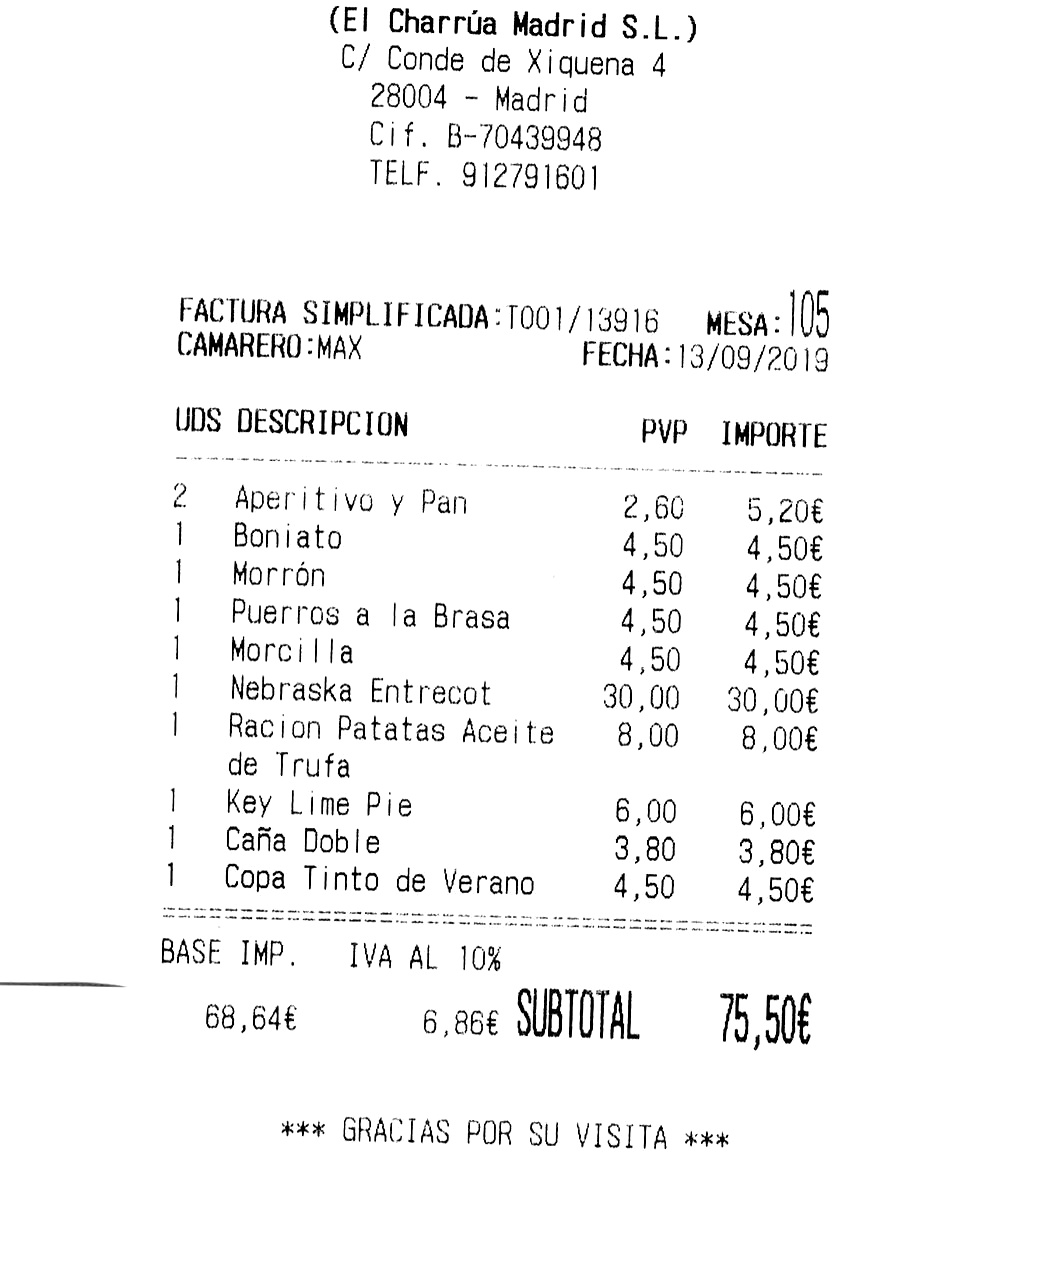 (El Charrúa Madrid S.L.)
C/ Conde de Xiquena 4
28004 - Madrid
Cif. B-70439948
TELF. 912791601
FACTURA SIMPLIFICADA:T001/13916 MESA:105
CAMARERO:MAX FECHA:13/09/2019
UDS DESCRIPCION PVP IMPORTE
2 Aperitivo y Pan 2,60 5,20€
1 Boniato 4,50 4,50€
1 Morrón 4,50 4,50€
1 Puerros a la Brasa 4,50 4,50€
1 Morcilla 4,50 4,50€
1 Nebraska Entrecot 30,00 30,00€
1 Racion Patatas Aceite 8,00 8,00€
de Trufa
1 Key Lime Pie 6,00 6,00€
1 Caña Doble 3,80 3,80€
1 Copa Tinto de Verano 4,50 4,50€
BASE IMP. IVA AL 10%
68,64€ 6,86€ SUBTOTAL 75,50€
*** GRACIAS POR SU VISITA ***